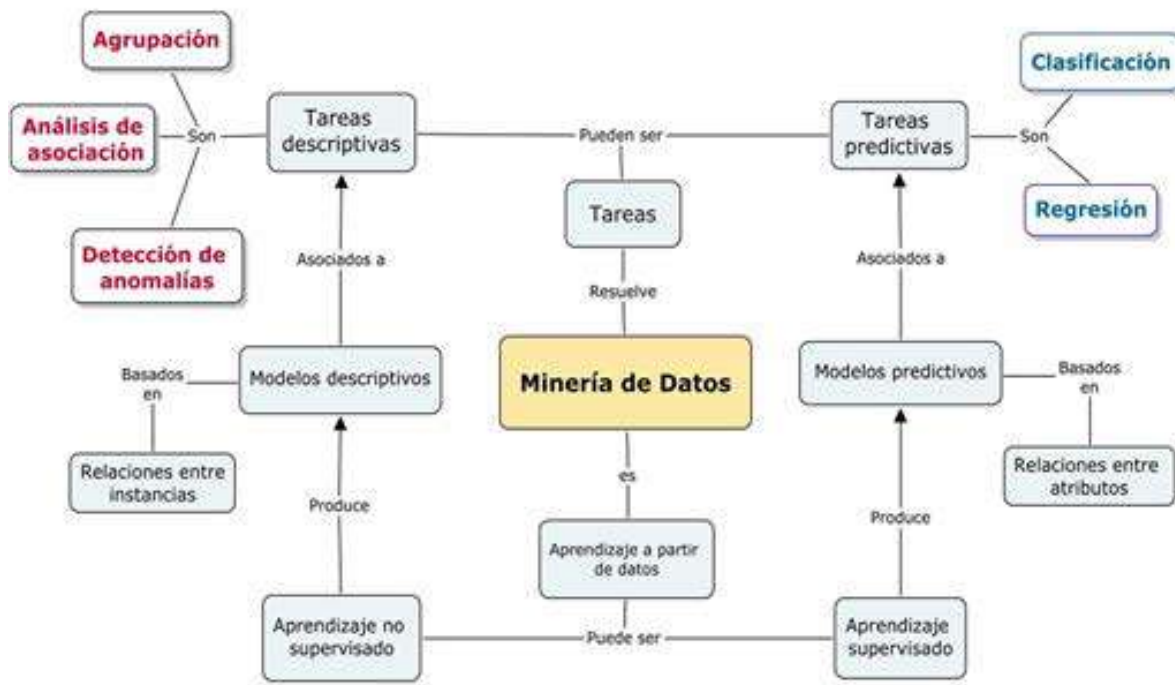 Agrupación
Clasificación
Análisis de
asociación
Son
Tareas
descriptivas
Pueden ser
Tareas
predictivas
Son
Tareas
Regresión
Detección de
anomalías
Asociados a
Resuelve
Asociados a
Basados
en
Modelos descriptivos
Minería de Datos
Modelos predictivos
Basados
en
Relaciones entre
instancias
es
Relaciones entre
atributos
Produce
Produce
Aprendizaje a partir
de datos
Aprendizaje no
supervisado
Puede ser
Aprendizaje
supervisado